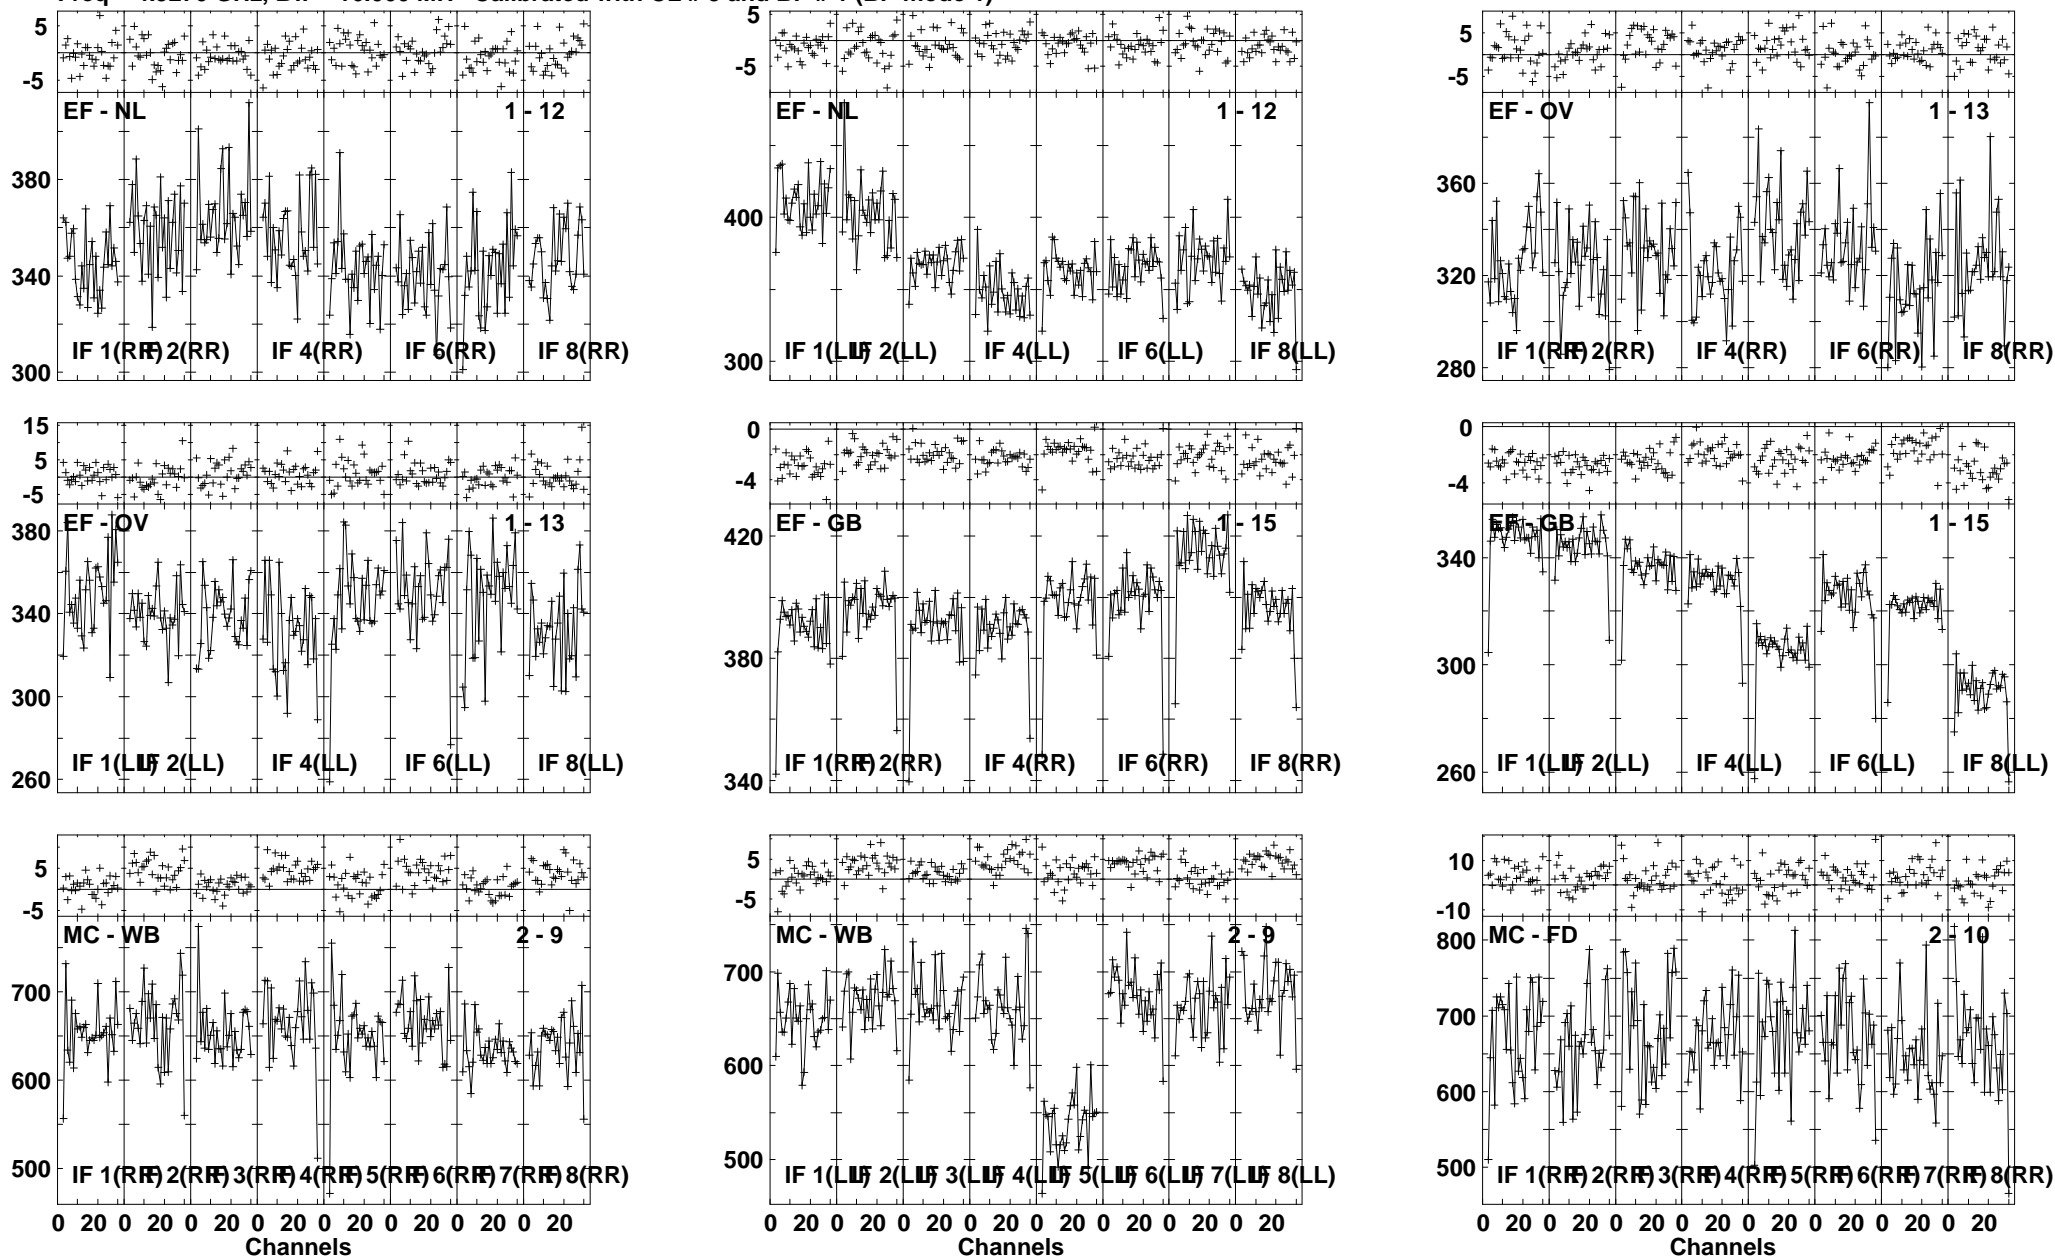 5 5 5
-5 -5 -5
EF - NL 1 - 12 EF - NL 1 - 12 EF - OV 1 - 13
380 400 360
340 320
300 300 280
IF 1(RR) IF 2(RR) IF 4(RR) IF 6(RR) IF 8(RR)
IF 1(LL) IF 2(LL) IF 4(LL) IF 6(LL) IF 8(LL)
IF 1(RR) IF 2(RR) IF 4(RR) IF 6(RR) IF 8(RR)
15 0 0
5
-5 -4 -4
EF - OV 1 - 13 EF - GB 1 - 15 EF - GB 1 - 15
380 420 340
340 380 300
300
260 340 260
IF 1(LL) IF 2(LL) IF 4(LL) IF 6(LL) IF 8(LL)
IF 1(RR) IF 2(RR) IF 4(RR) IF 6(RR) IF 8(RR)
IF 1(LL) IF 2(LL) IF 4(LL) IF 6(LL) IF 8(LL)
5 5 10
-5 -5 -10
MC - WB 2 - 9 MC - WB 2 - 9 MC - FD 2 - 10
800
700 700 700
600 600 600
500 500 500
IF 1(RR) IF 2(RR) IF 3(RR) IF 4(RR) IF 5(RR) IF 6(RR) IF 7(RR) IF 8(RR)
IF 1(LL) IF 2(LL) IF 3(LL) IF 4(LL) IF 5(LL) IF 6(LL) IF 7(LL) IF 8(LL)
IF 1(RR) IF 2(RR) IF 3(RR) IF 4(RR) IF 5(RR) IF 6(RR) IF 7(RR) IF 8(RR)
0 20 0 20 0 20 0 20 0 20 0 20 0 20 0 20
0 20 0 20 0 20 0 20 0 20 0 20 0 20 0 20
0 20 0 20 0 20 0 20 0 20 0 20 0 20 0 20
Channels Channels Channels